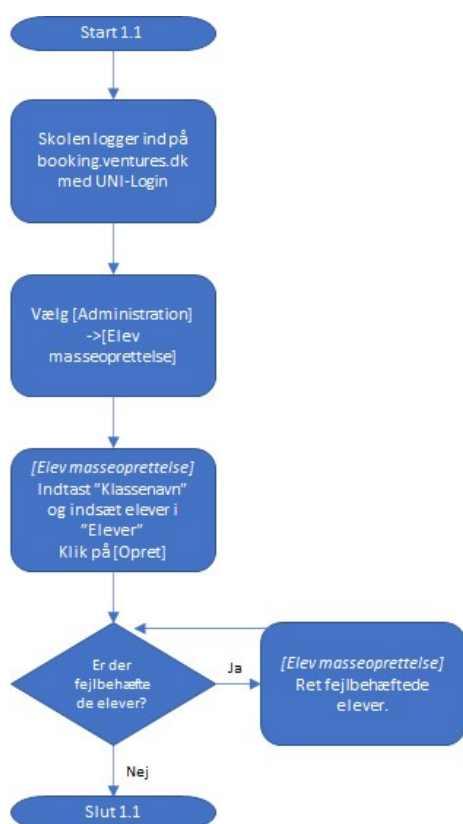 Start 1.1
Skolen logger ind på
booking.ventures.dk
med UNI-Login
Vælg [Administration]
->[Elev
masseoprettelse]
[Elev masseoprettelse]
Indtast ”Klassenavn”
og indsæt elever i
”Elever”
Klik på [Opret]
Er der
fejlbehæfte
de elever?
Ja
[Elev masseoprettelse]
Ret fejlbehæftede
elever.
Nej
Slut 1.1